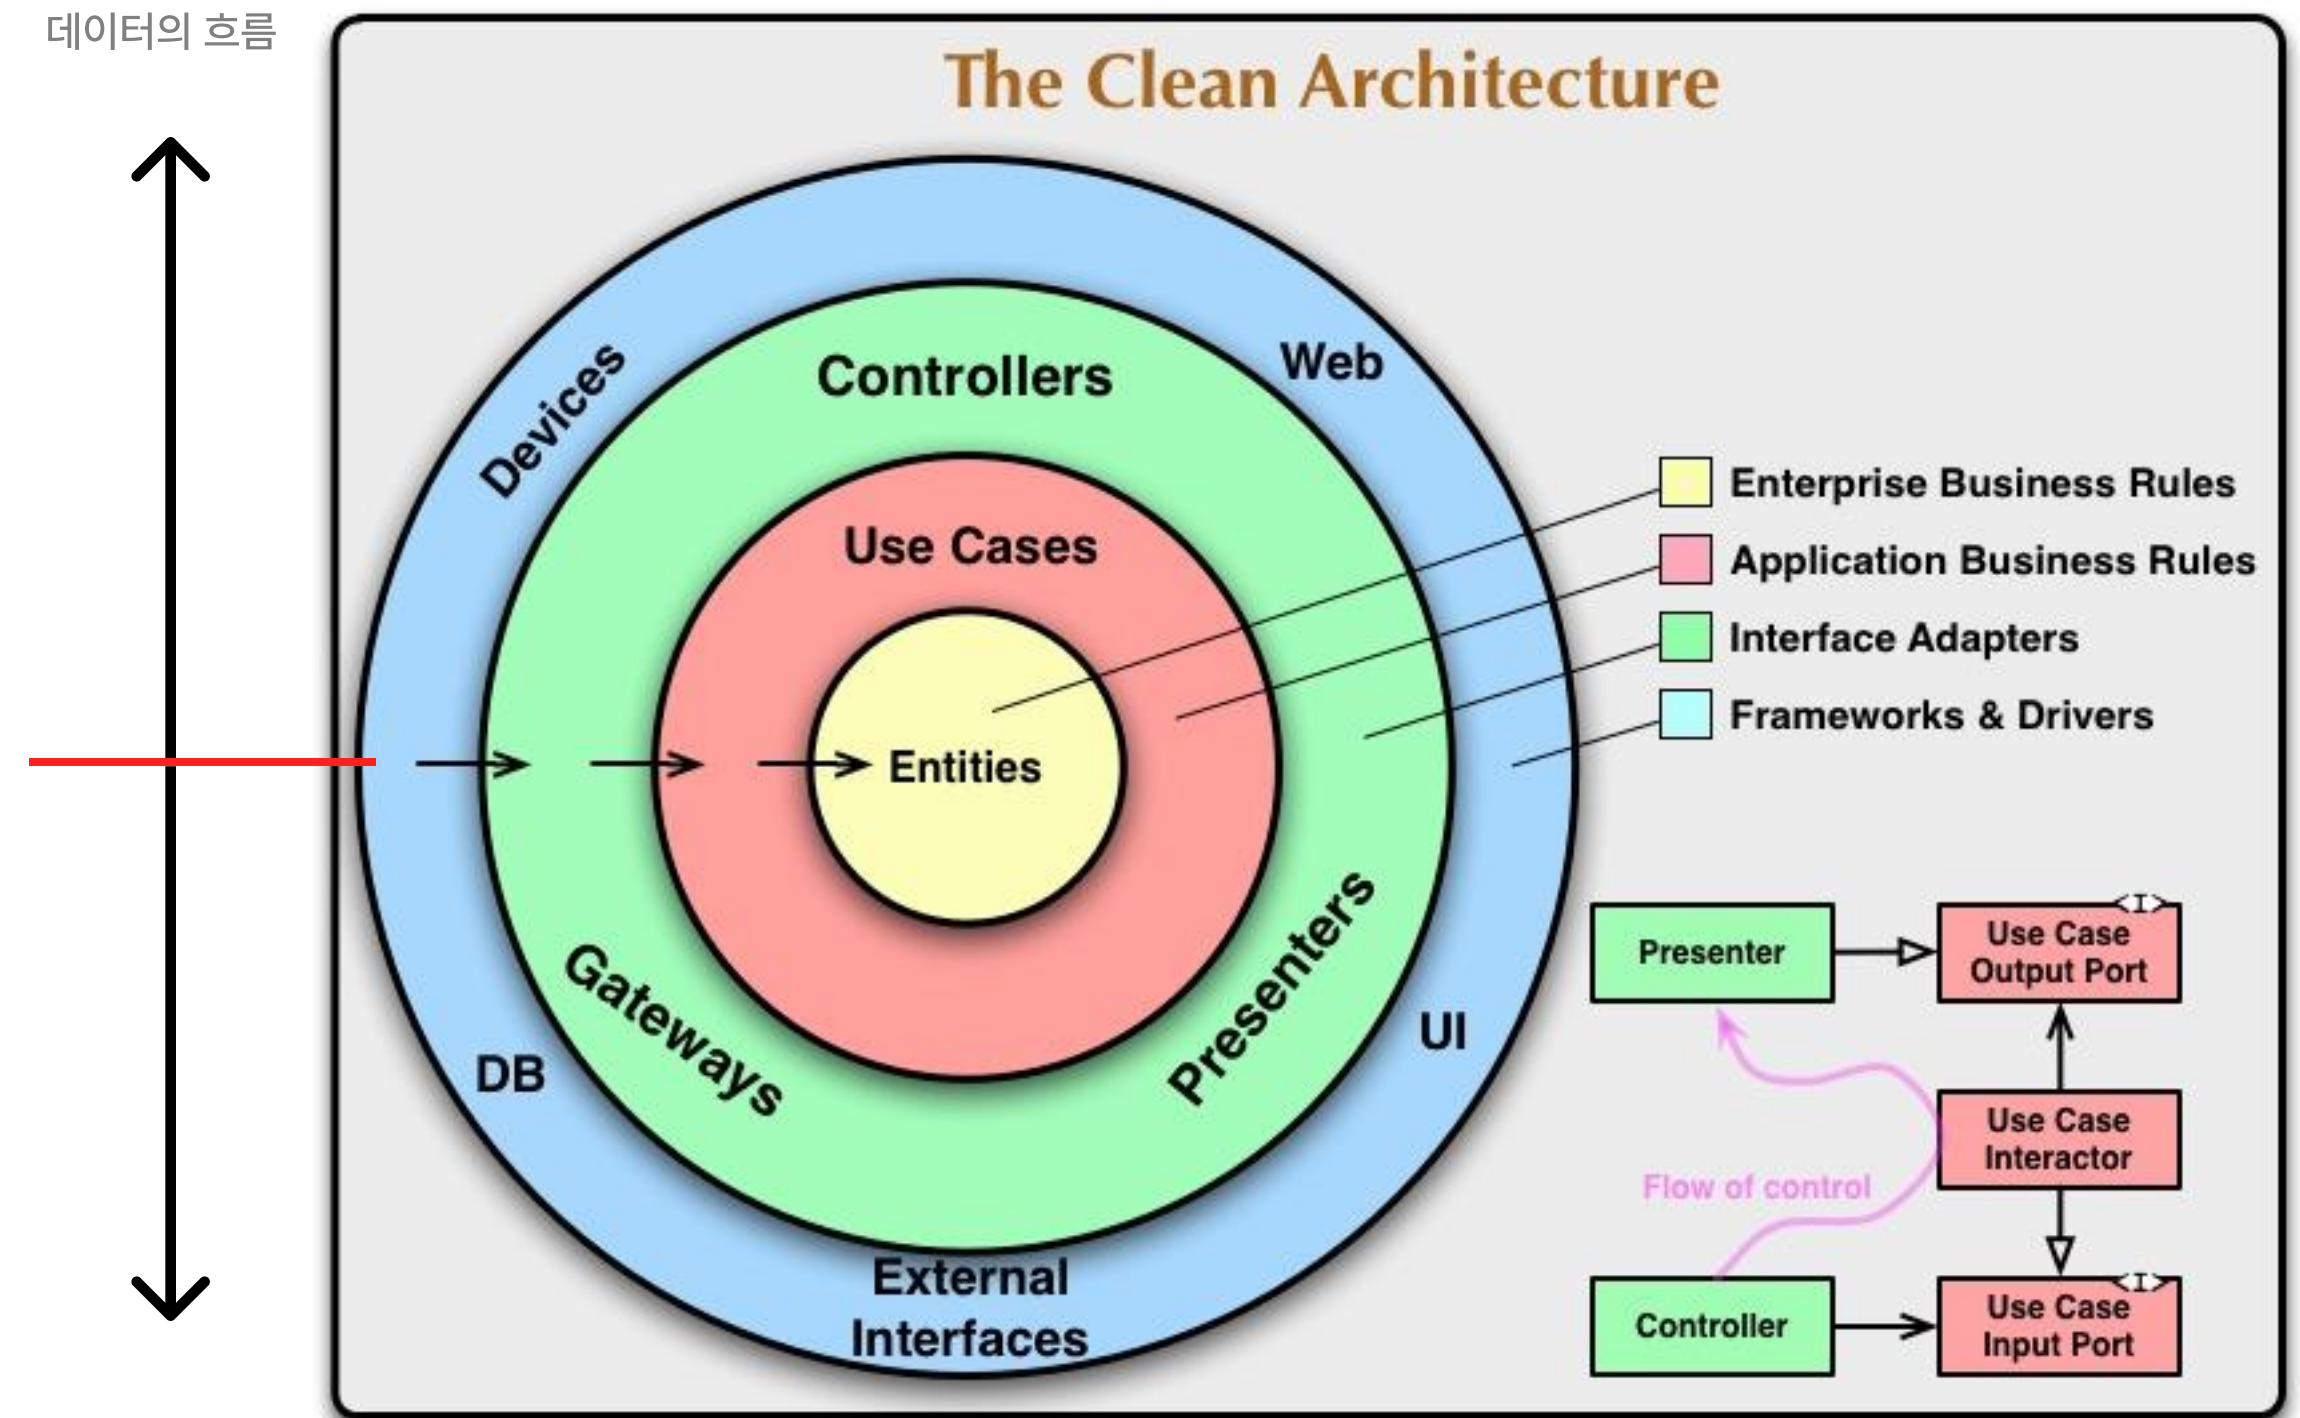 데이터의 흐름
The Clean Architecture
Devices
Controllers
Web
Use Cases
Entities
Gateways
Presenters
DB
UI
External
Interfaces
Enterprise Business Rules
Application Business Rules
Interface Adapters
Frameworks & Drivers
Presenter
<I>
Use Case
Output Port
Flow of control
Use Case
Interactor
Controller
<I>
Use Case
Input Port